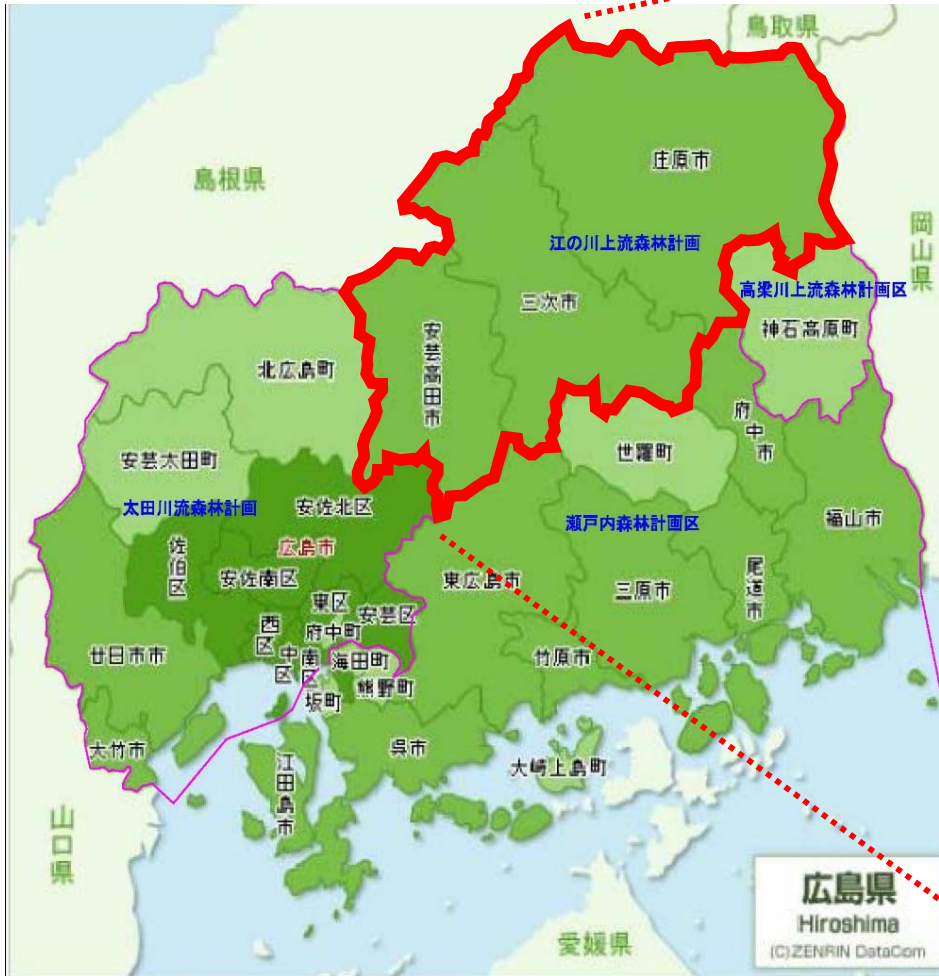 鳥取県
庄原市
島根県
岡山県
江の川上流森林計画
高梁川上流森林計画区
三次市
神石高原町
安芸高田市
北広島町
府中市
世羅町
安芸太田町
太田川流森林計画
安佐北区
瀬戸内森林計画区
福山市
広島市
佐伯区
安佐南区
東広島市
三原市
尾道市
東区
安芸区
西区
府中町
中区
南区
海田町
竹原市
廿日市市
熊野町
坂町
呉市
大竹市
江田島市
大崎上島町
山口県
広島県
Hiroshima
(C)ZENRIN DataCom
愛媛県